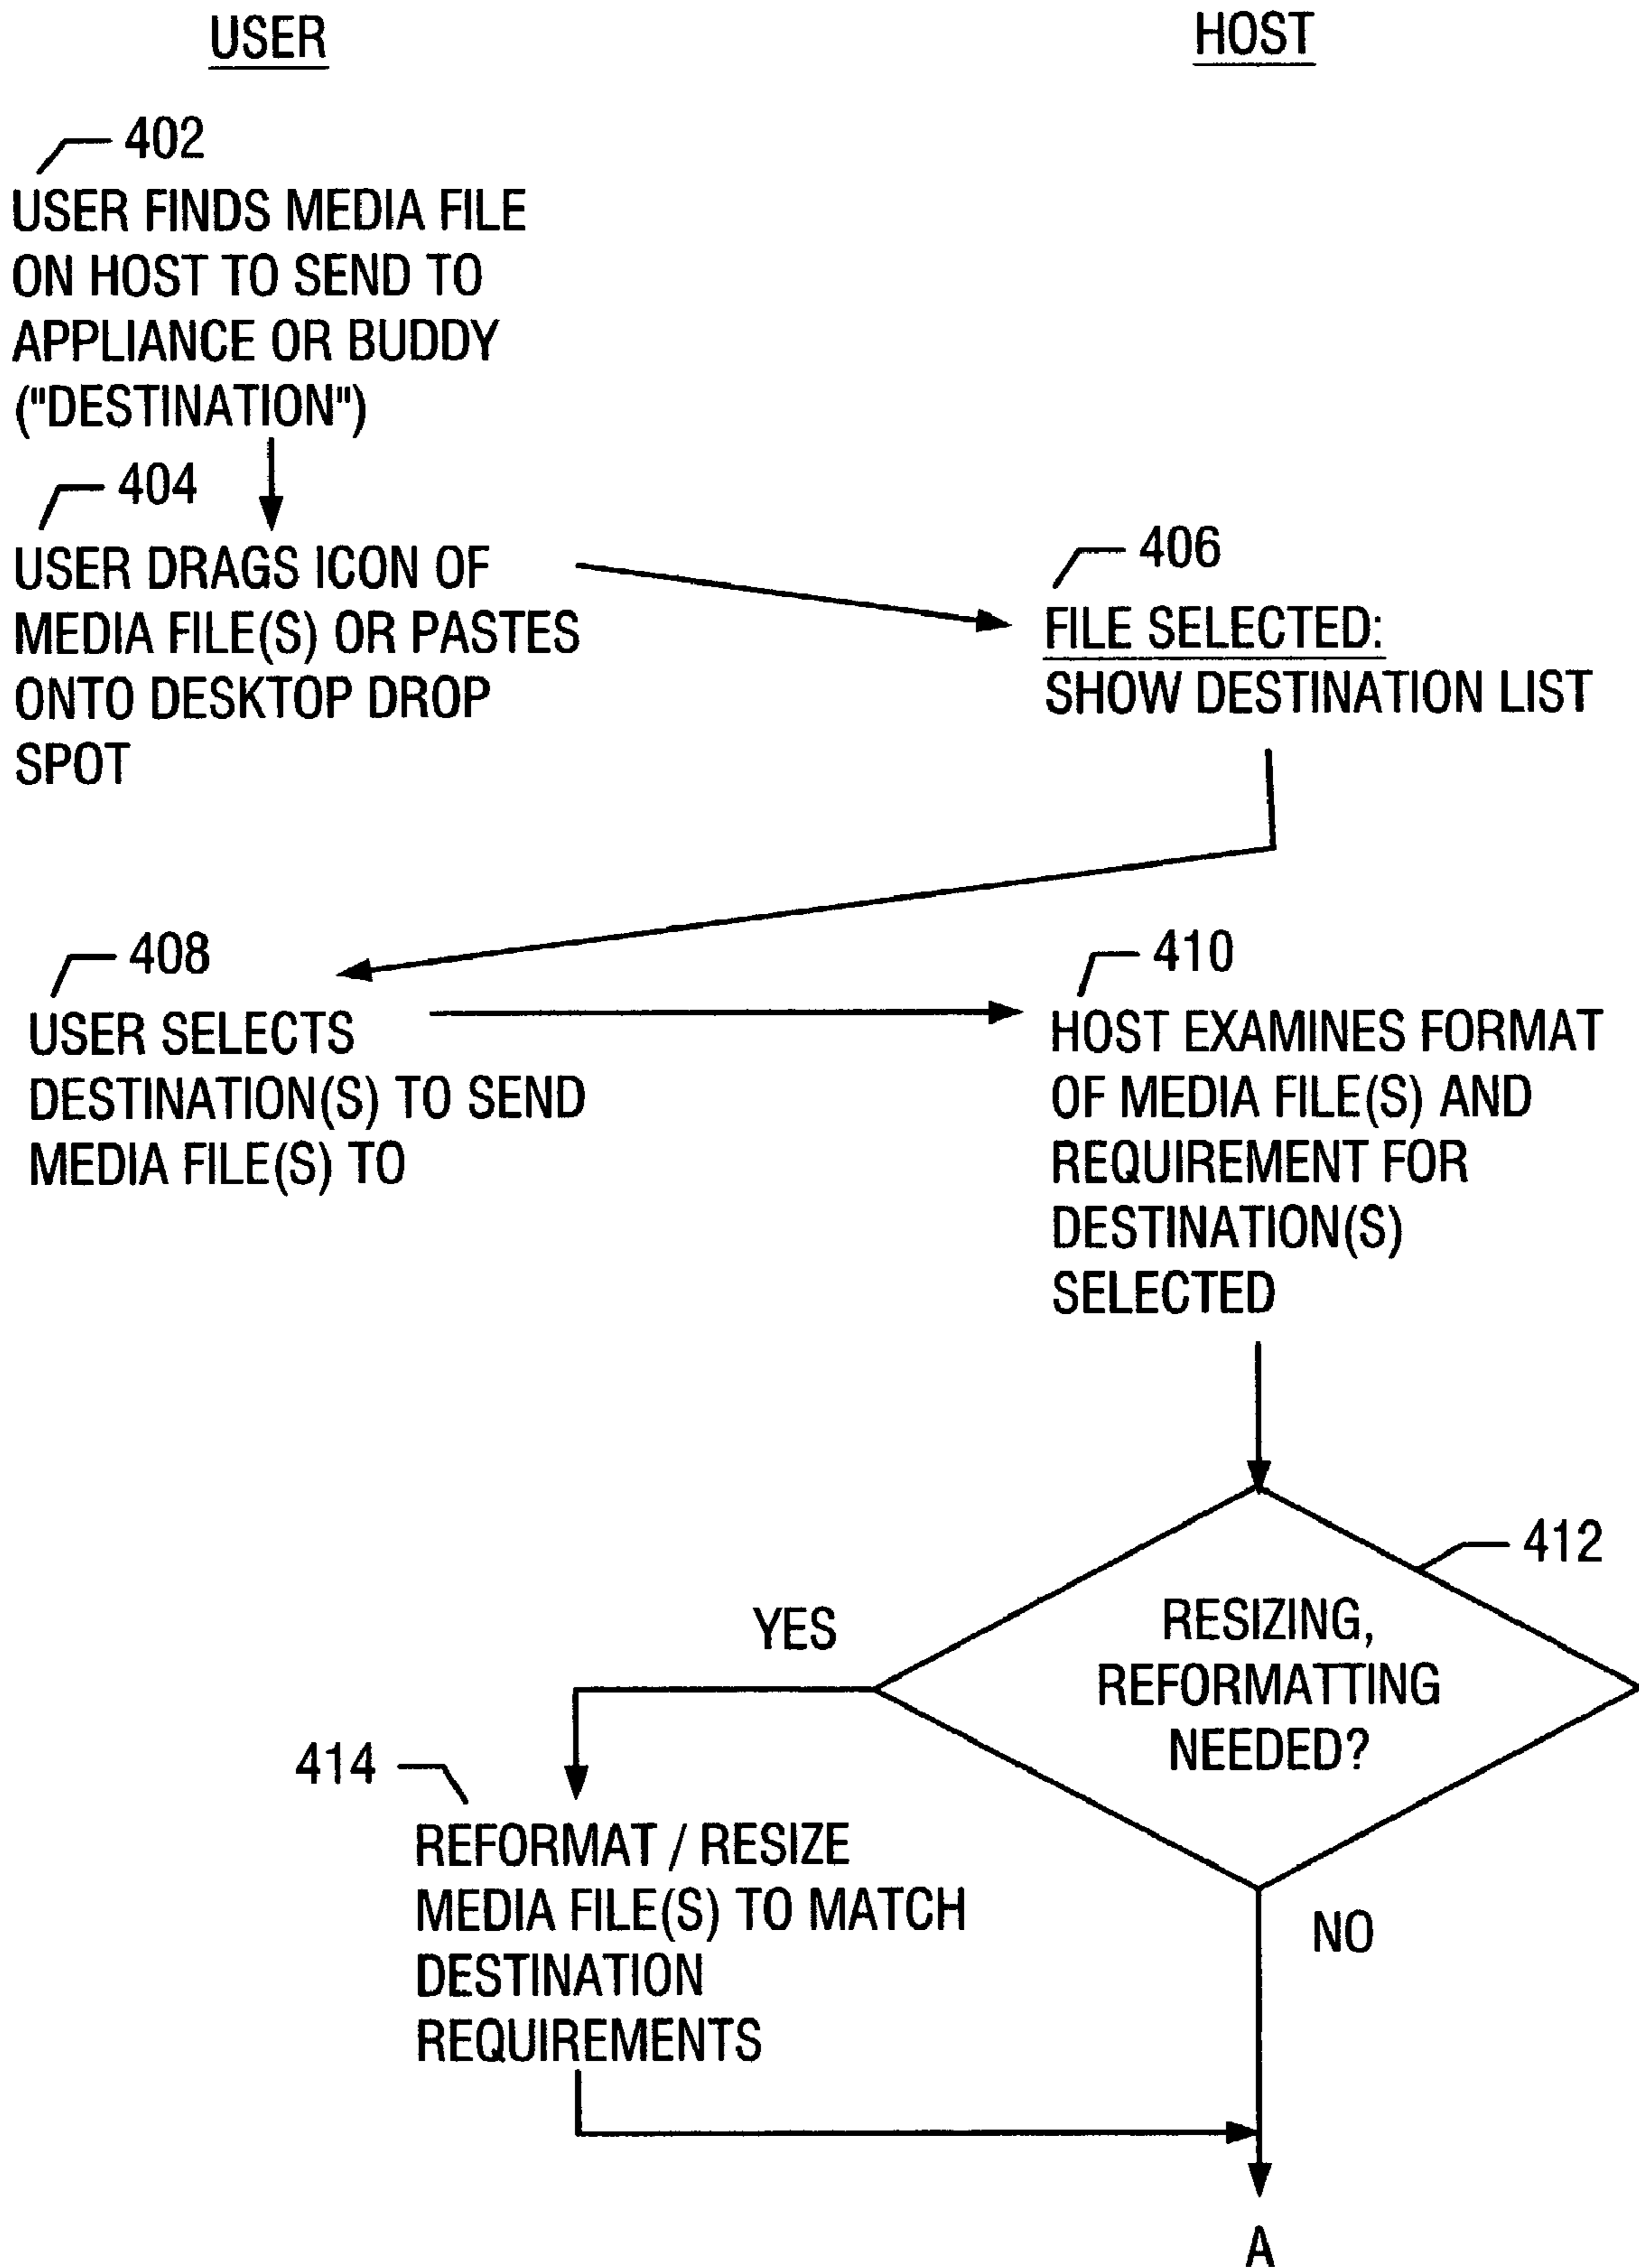 USER
HOST
402
USER FINDS MEDIA FILE
ON HOST TO SEND TO
APPLIANCE OR BUDDY
("DESTINATION")
404
USER DRAGS ICON OF
MEDIA FILE(S) OR PASTES
ONTO DESKTOP DROP
SPOT
406
FILE SELECTED:
SHOW DESTINATION LIST
408
USER SELECTS
DESTINATION(S) TO SEND
MEDIA FILE(S) TO
410
HOST EXAMINES FORMAT
OF MEDIA FILE(S) AND
REQUIREMENT FOR
DESTINATION(S)
SELECTED
412
RESIZING,
REFORMATTING
NEEDED?
YES
414
REFORMAT / RESIZE
MEDIA FILE(S) TO MATCH
DESTINATION
REQUIREMENTS
NO
A